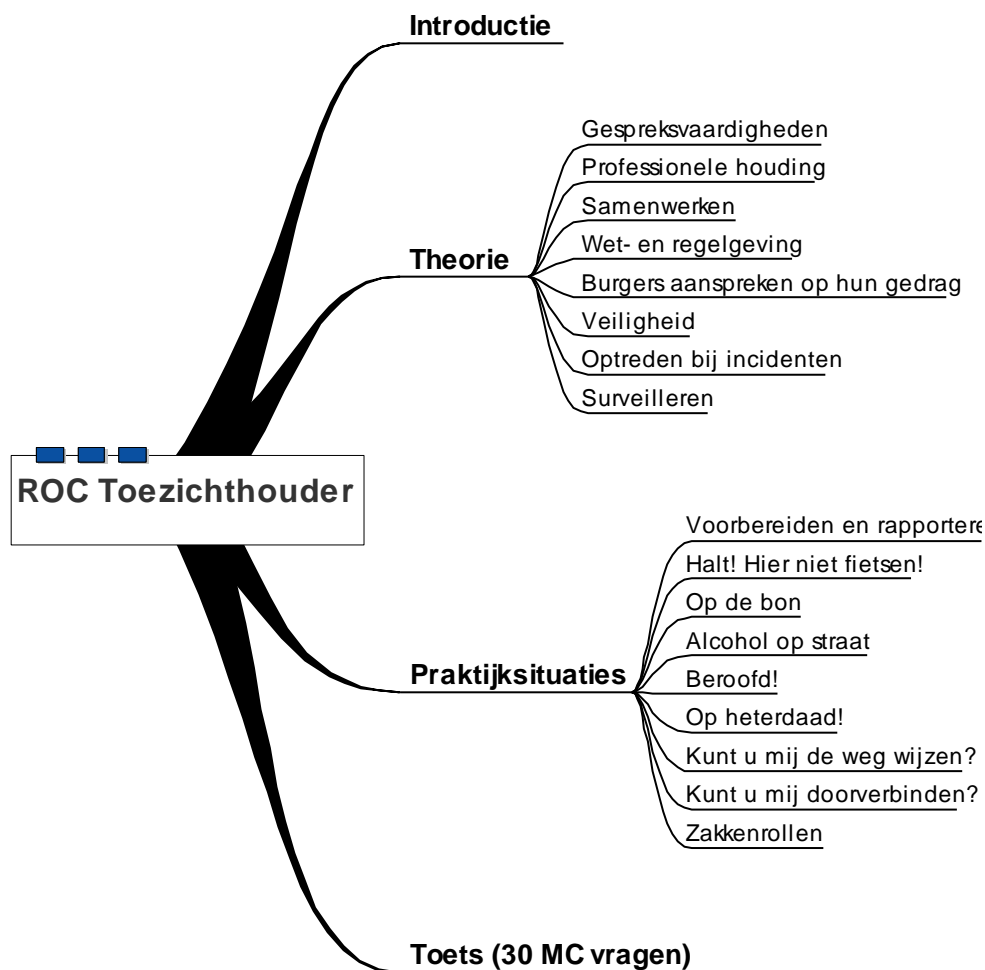 Introductie
Gespreksvaardigheden
Professionele houding
Samenwerken
Wet- en regelgeving
Theorie
Burgers aanspreken op hun gedrag
Veiligheid
Optreden bij incidenten
Surveilleren
ROC Toezichthouder
Voorbereiden en rapportere
Halt! Hier niet fietsen!
Op de bon
Alcohol op straat
Praktijksituaties
Beroofd!
Op heterdaad!
Kunt u mij de weg wijzen?
Kunt u mij doorverbinden?
Zakkenrollen
Toets (30 MC vragen)